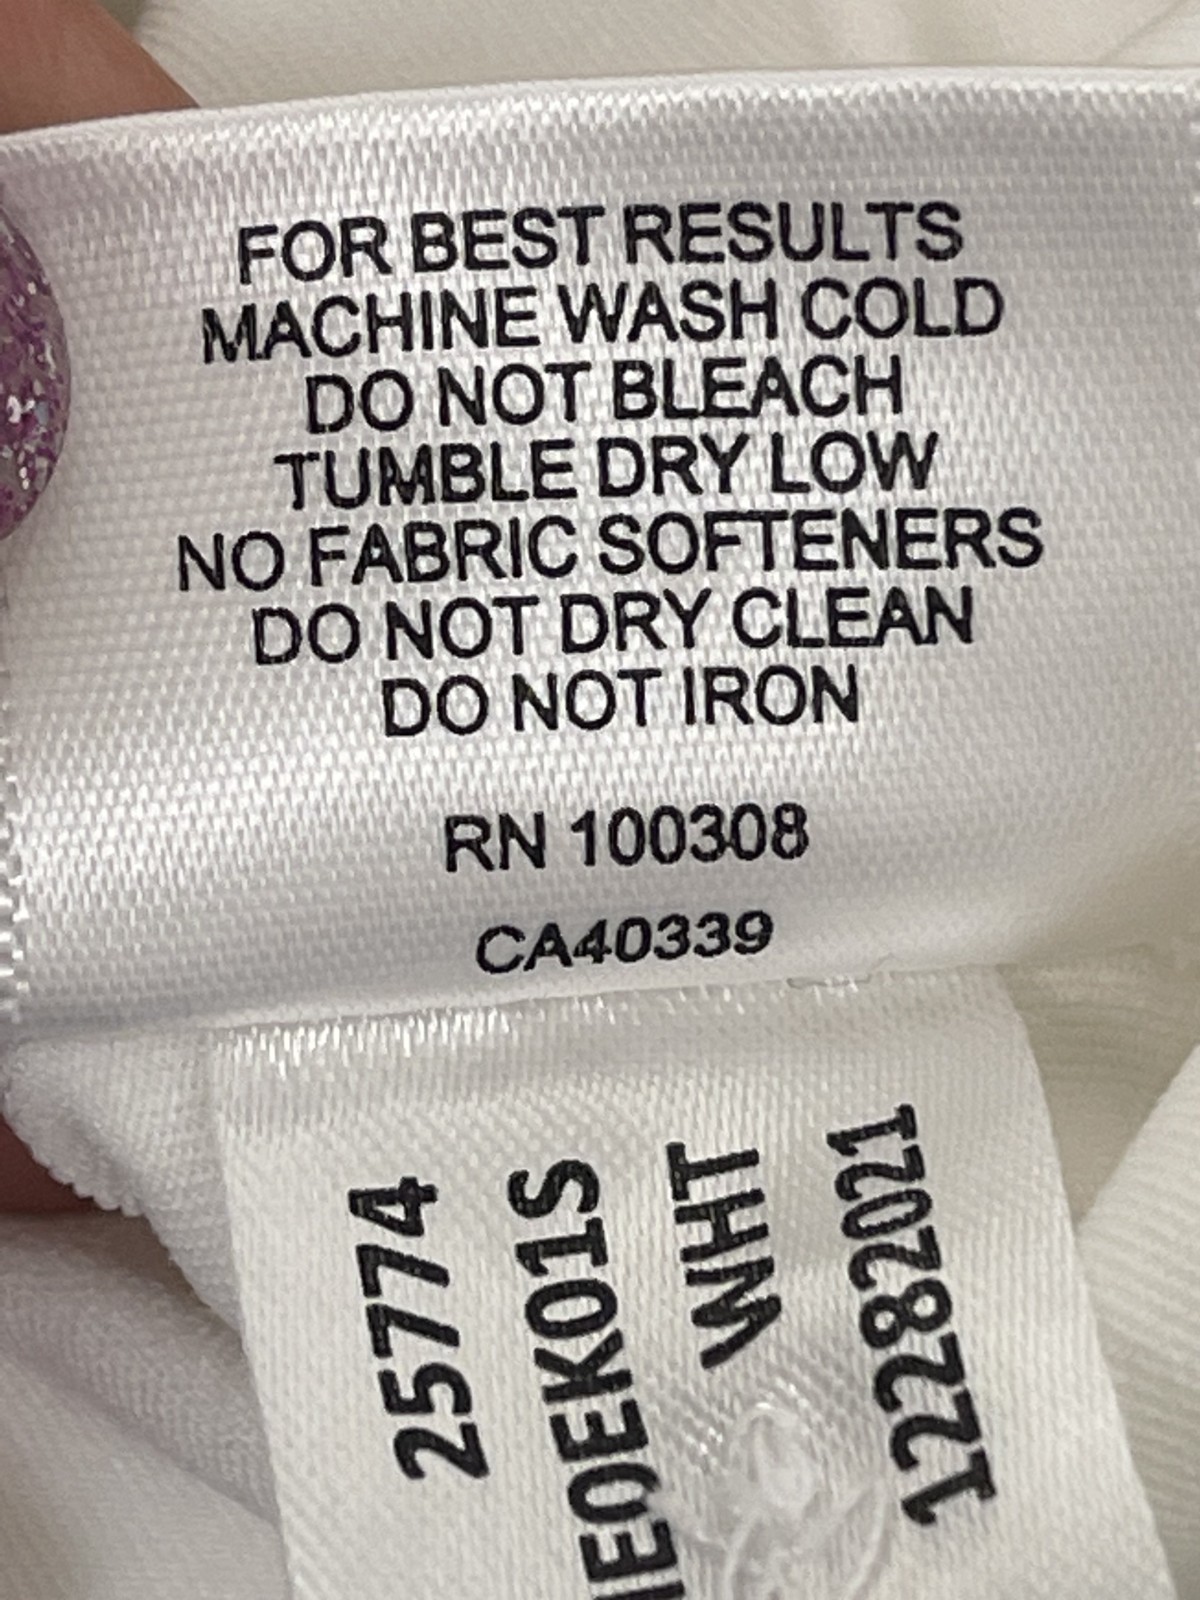 FOR BEST RESULTS
MACHINE WASH COLD
DO NOT BLEACH
TUMBLE DRY LOW
NO FABRIC SOFTENERS
DO NOT DRY CLEAN
DO NOT IRON
RN 100308
CA40339
25774
WHT
12282021